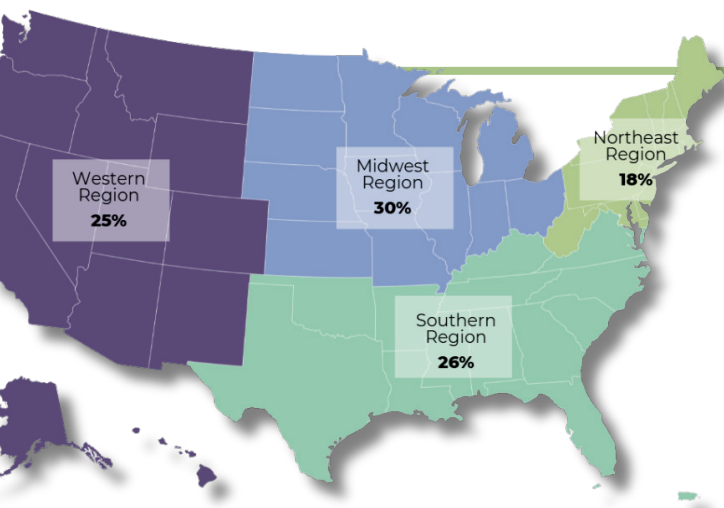 Northeast
Region
18%
Western
Region
25%
Midwest
Region
30%
Southern
Region
26%